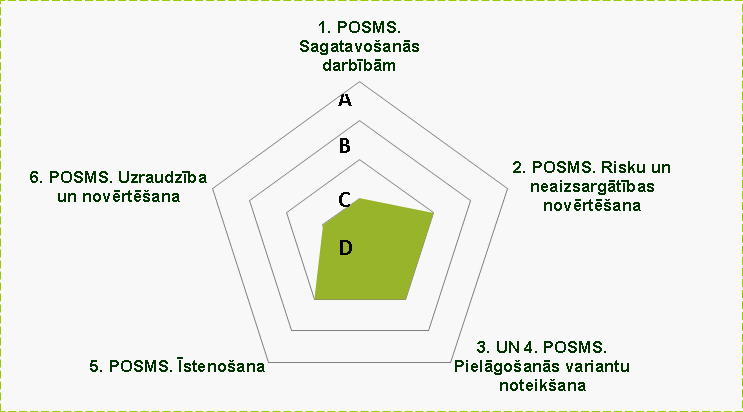 1. POSMS.
Sagatavošanās
darbībām
A
B
C
D
2. POSMS. Risku un
neaizsargātības
novērtēšana
3. UN 4. POSMS.
Pielāgošanās variantu
noteikšana
5. POSMS. Īstenošana
6. POSMS. Uzraudzība
un novērtēšana